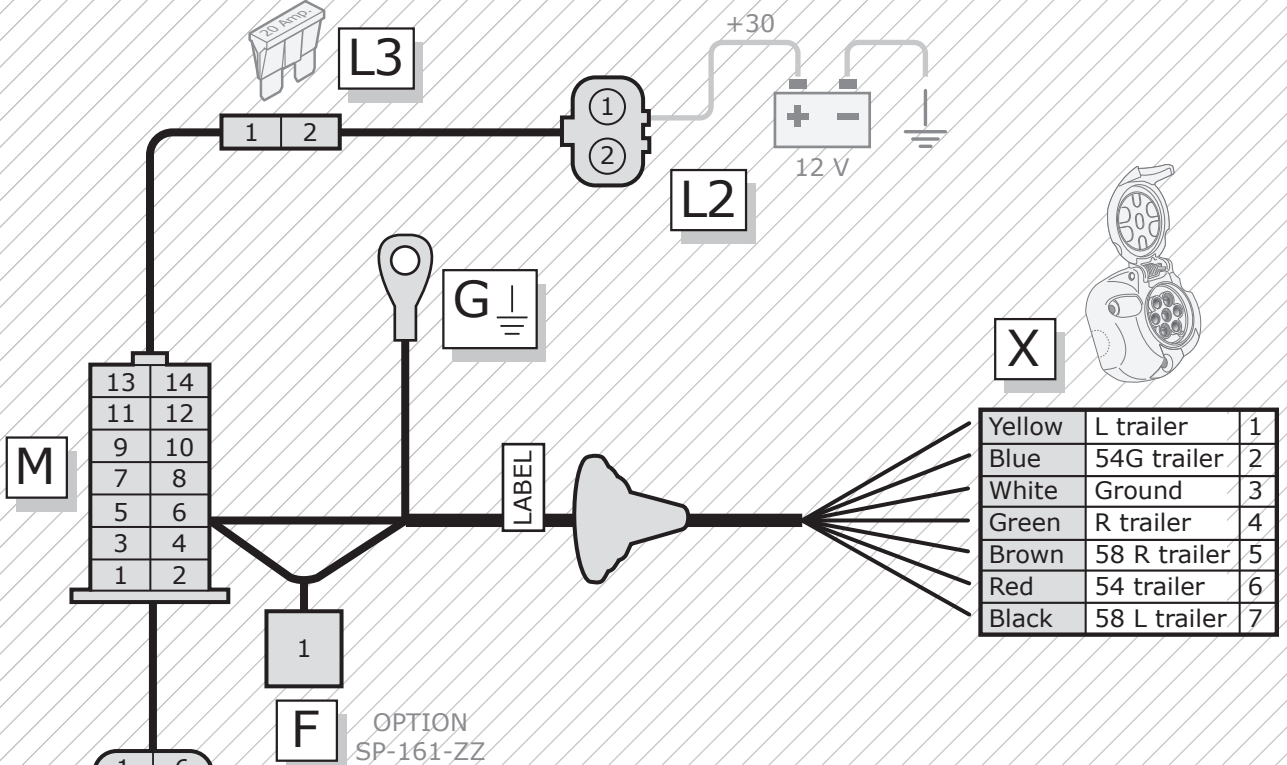 20 Amp.
L3
+30
1 2
1
2
+ -
12 V
L2
G
X
M
13 14
11 12
9 10
7 8
5 6
3 4
1 2
LABEL
Yellow L trailer 1
Blue 54G trailer 2
White Ground 3
Green R trailer 4
Brown 58 R trailer 5
Red 54 trailer 6
Black 58 L trailer 7
1
F
OPTION
SP-161-ZZ
1 6